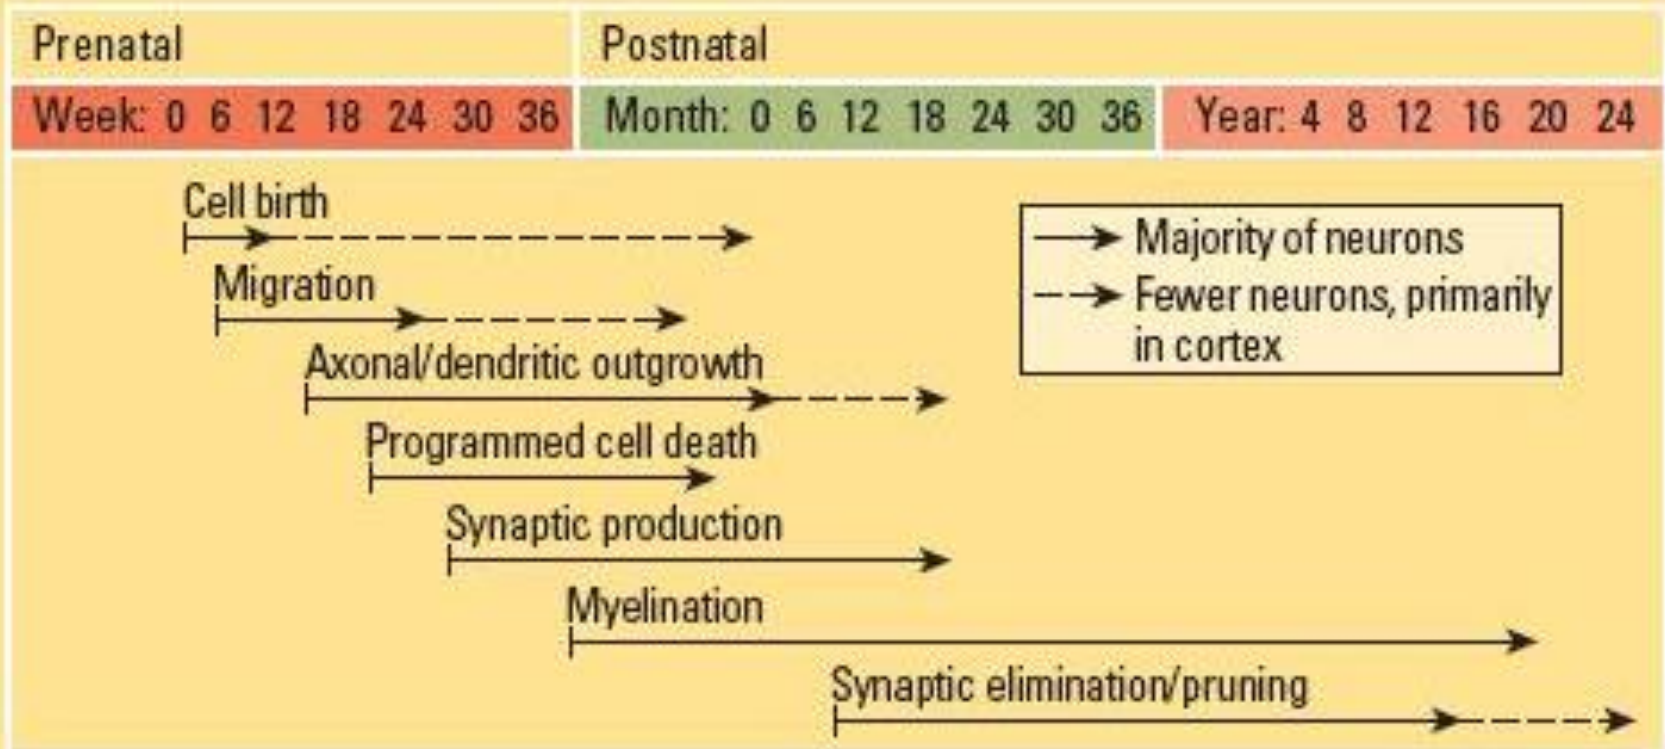 Prenatal
Postnatal
Week: 0 6 12 18 24 30 36
Month: 0 6 12 18 24 30 36
Year: 4 8 12 16 20 24
Cell birth
Majority of neurons
Fewer neurons, primarily
in cortex
Migration
Axonal/dendritic outgrowth
Programmed cell death
Synaptic production
Myelination
Synaptic elimination/pruning